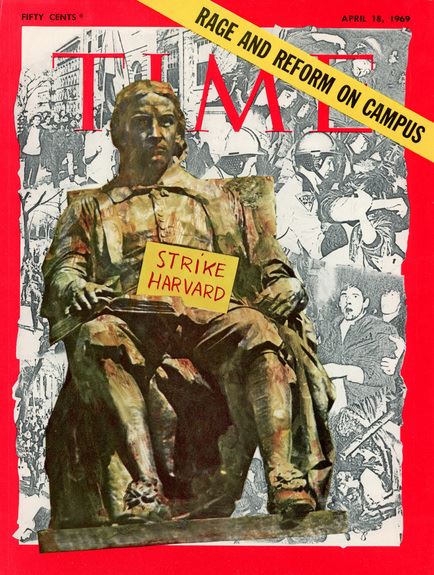 FIFTY CENTS
APRIL 18, 1969
RAGE AND REFORM ON CAMPUS
TIME
STRIKE
HARVARD